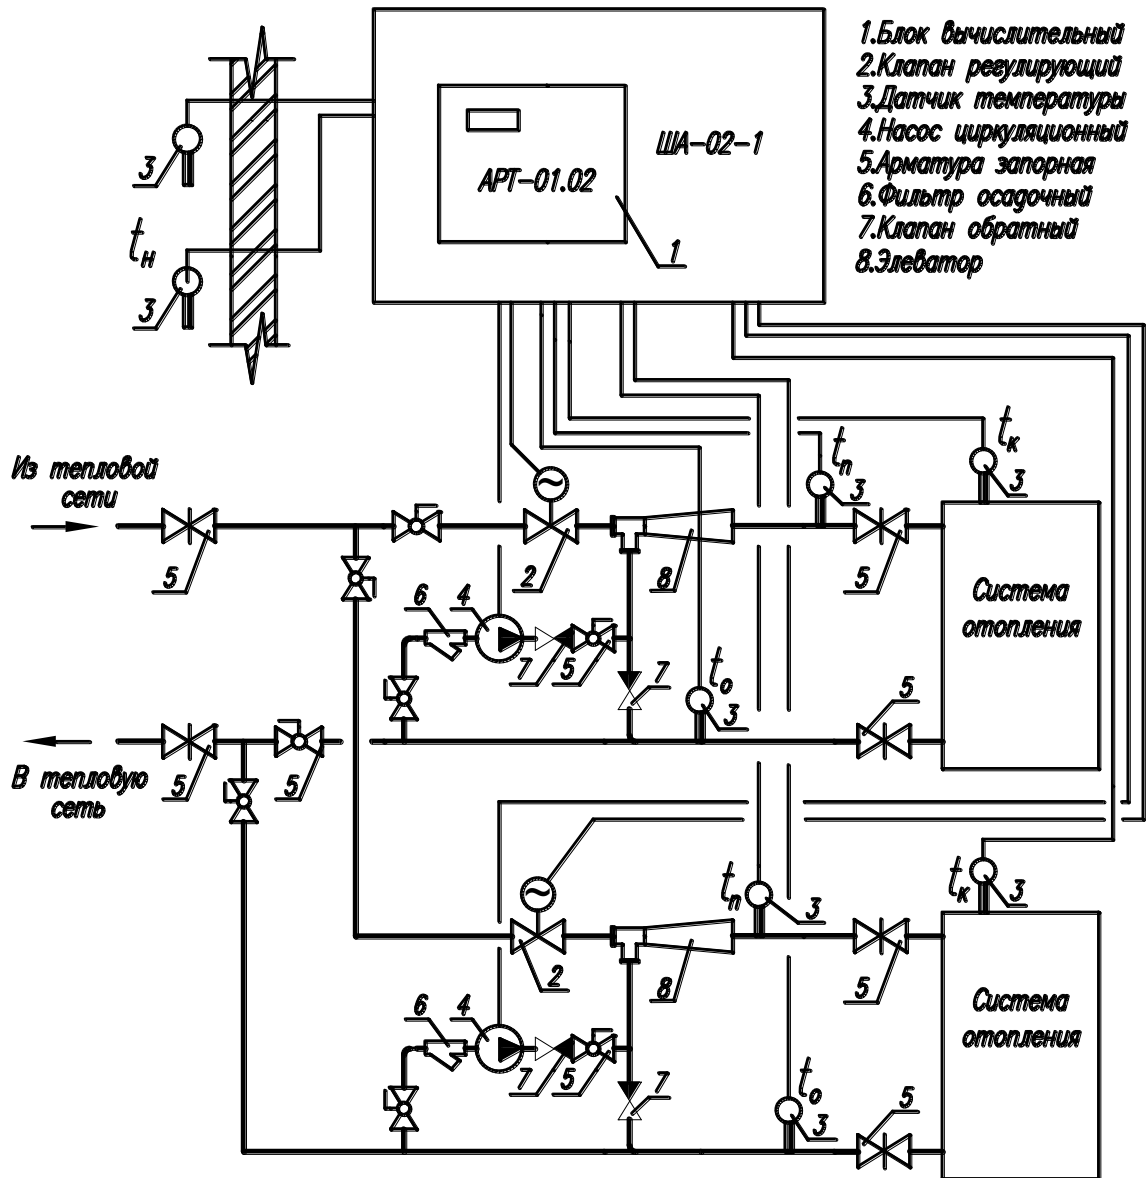 1.Блок вычислительный
2.Клапан регулирующий
3.Датчик температуры
4.Насос циркуляционный
5.Арматура запорная
6.Фильтр осадочный
7.Клапан обратный
8.Элеватор
ША-02-1
АРТ-01.02
1
3
tн
3
Из тепловой
сети
tп
3
tк
3
5
2
8
5
Система
отопления
6
4
7
5
7
tо
3
5
В тепловую
сеть
5
5
tп
3
tк
3
2
8
5
Система
отопления
6
4
7
5
7
tо
3
5